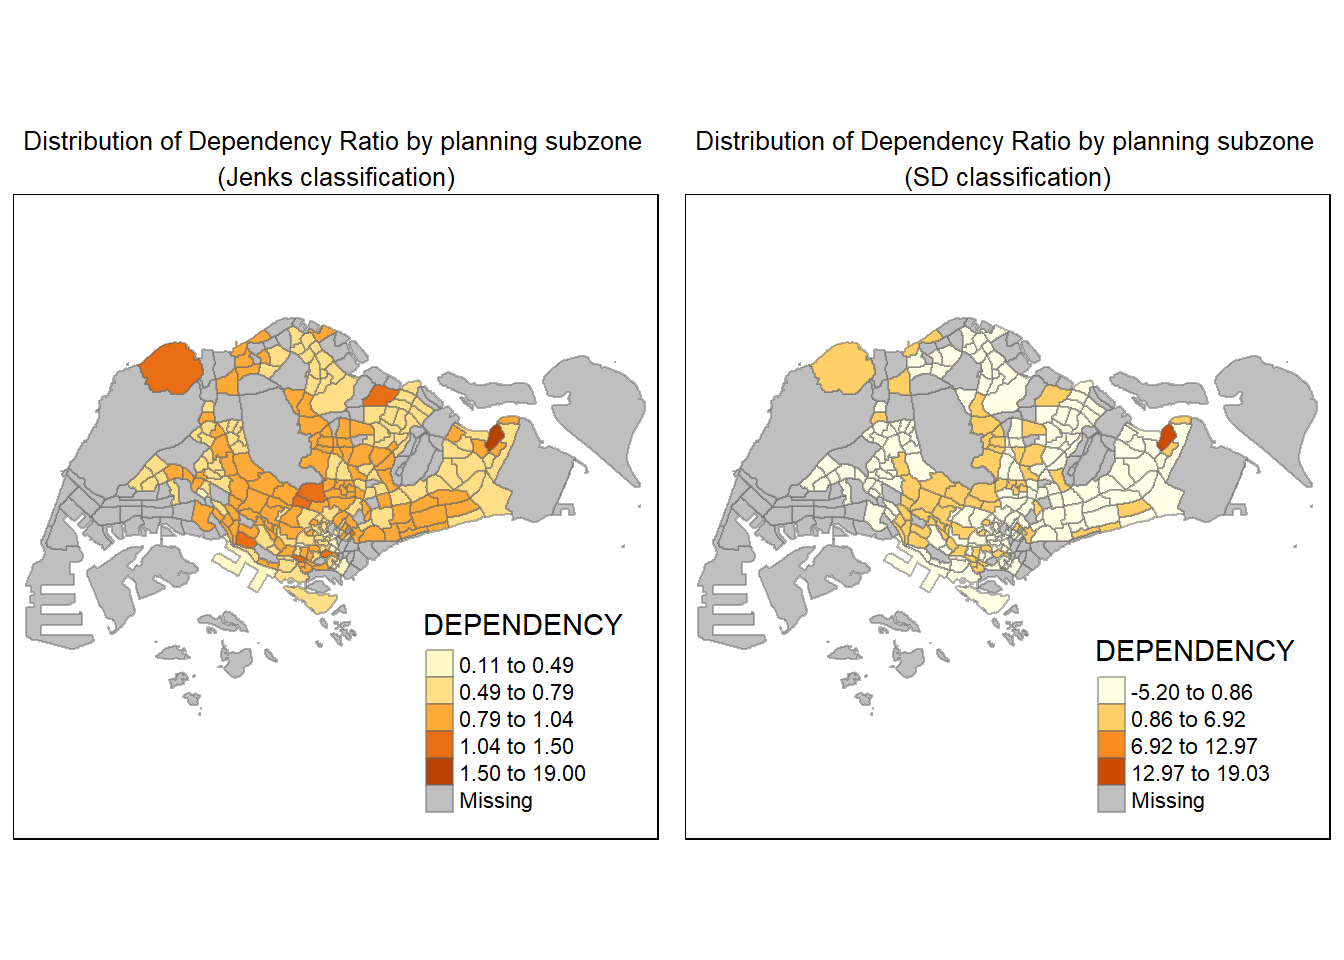 Distribution of Dependency Ratio by planning subzone
(Jenks classification)
DEPENDENCY
0.11 to 0.49
0.49 to 0.79
0.79 to 1.04
1.04 to 1.50
1.50 to 19.00
Missing
Distribution of Dependency Ratio by planning subzone
(SD classification)
DEPENDENCY
-5.20 to 0.86
0.86 to 6.92
6.92 to 12.97
12.97 to 19.03
Missing